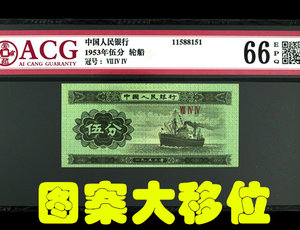 ACG
AI CANG GUARANTY
中国人民银行
11588151
1953年伍分 轮船
冠号：VII IV IV
66 EPQ
中国人民银行
VII IV IV
伍分
图案大移位